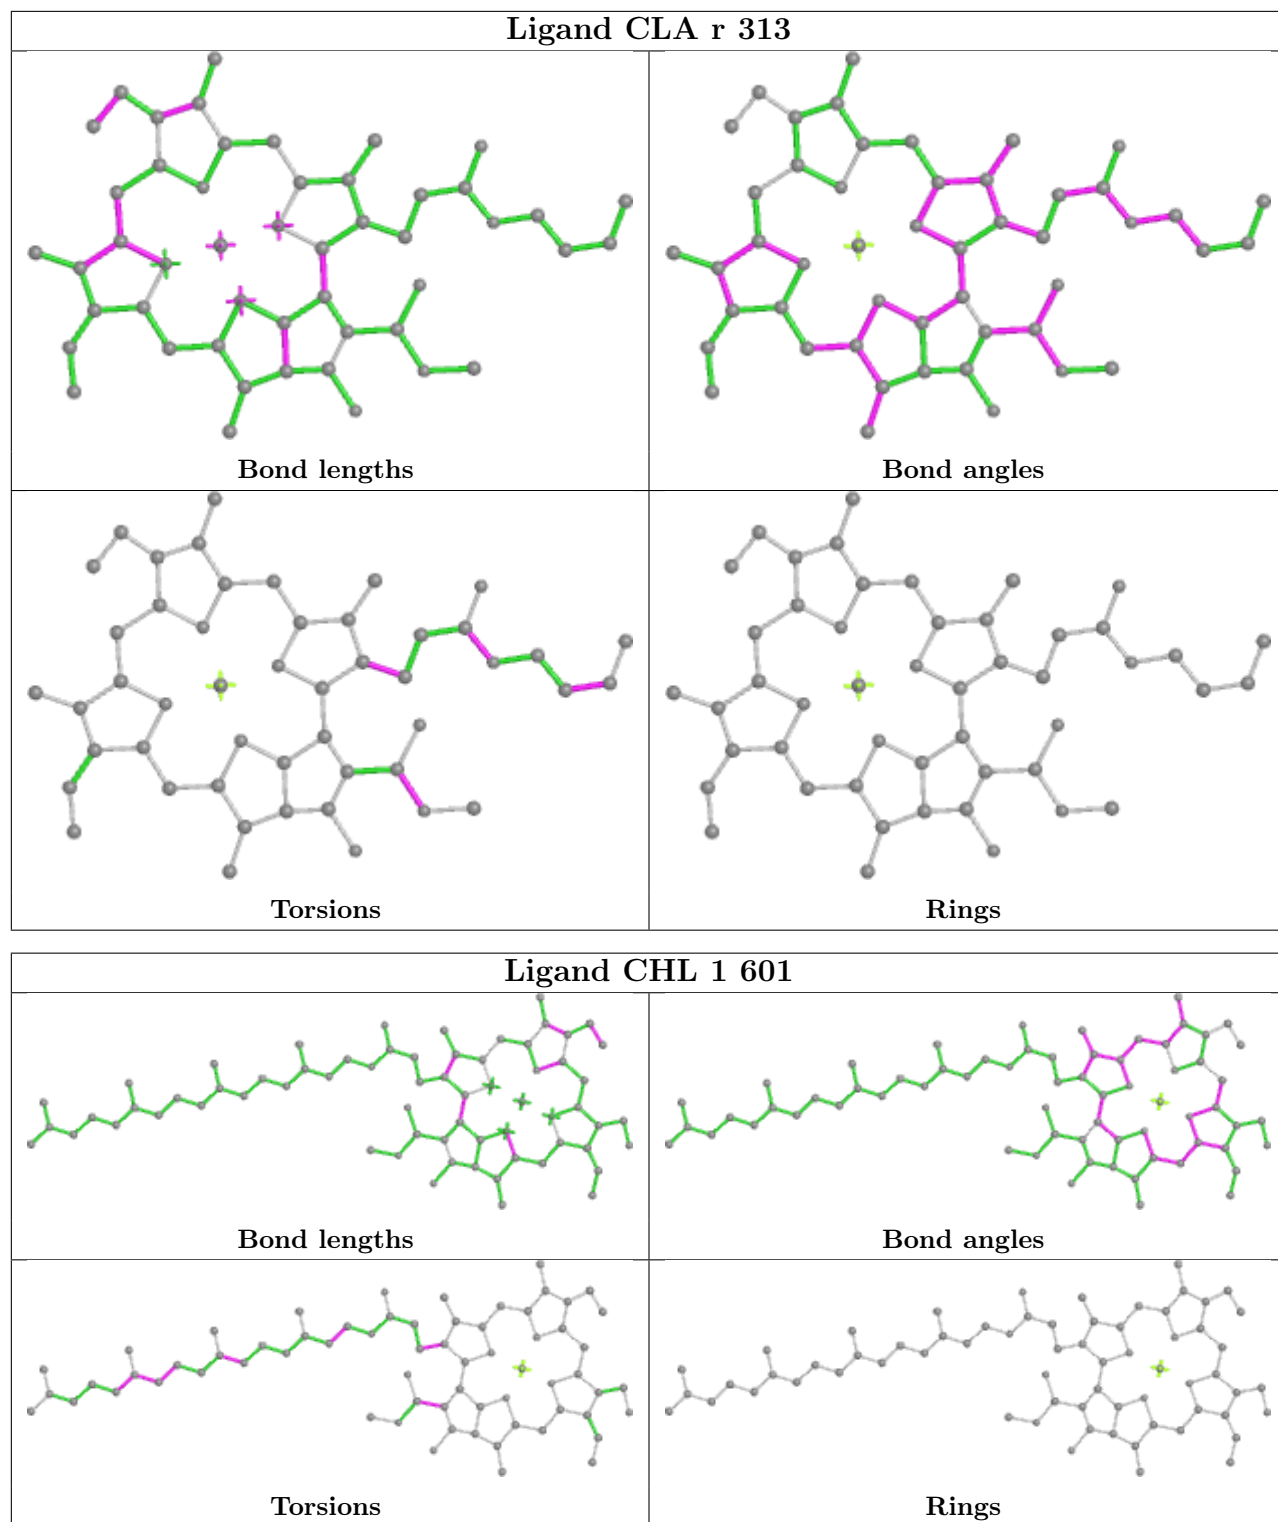 Ligand CLA r 313
Bond lengths
Bond angles
Torsions
Rings
Ligand CHL 1 601
Bond lengths
Bond angles
Torsions
Rings